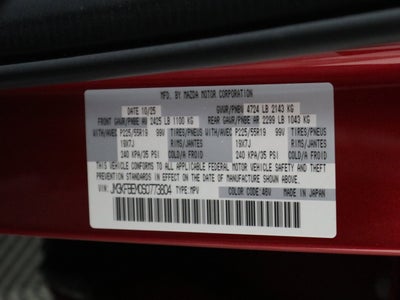 MFD. BY MAZDA MOTOR CORPORATION
DATE 10/25 GVWR/PNBV 4724 LB 2143 KG
FRONT GAWR/PNBE AV 2425 LB 1100 KG REAR GAWR/PNBE AR 2299 LB 1043 KG
WITH/AVEC P225/55R19 99V TIRES/PNEUS WITH/AVEC P225/55R19 99V TIRES/PNEUS
19X7J RIMS/JANTES 19X7J RIMS/JANTES
240 KPA/35 PSI COLD/A FROID 240 KPA/35 PSI COLD/A FROID
THIS VEHICLE CONFORMS TO ALL APPLICABLE FEDERAL MOTOR VEHICLE SAFETY AND THEFT
PREVENTION STANDARDS IN EFFECT ON THE DATE OF MANUFACTURE SHOWN ABOVE.
VIN: TYPE:MPV COLOR CODE:46V MADE IN JAPAN